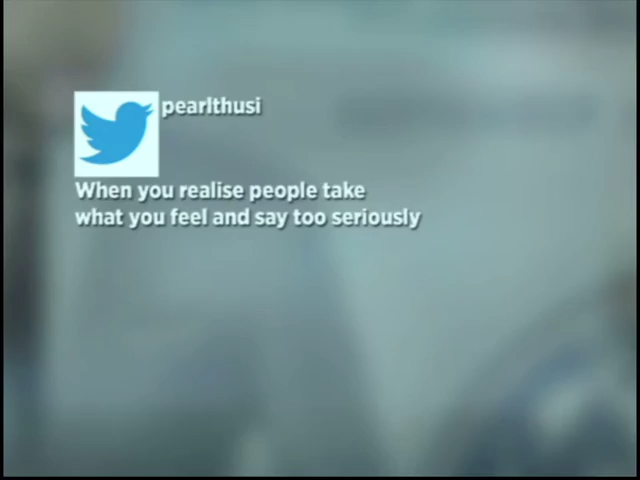 pearlthusi
When you realise people take
what you feel and say too seriously